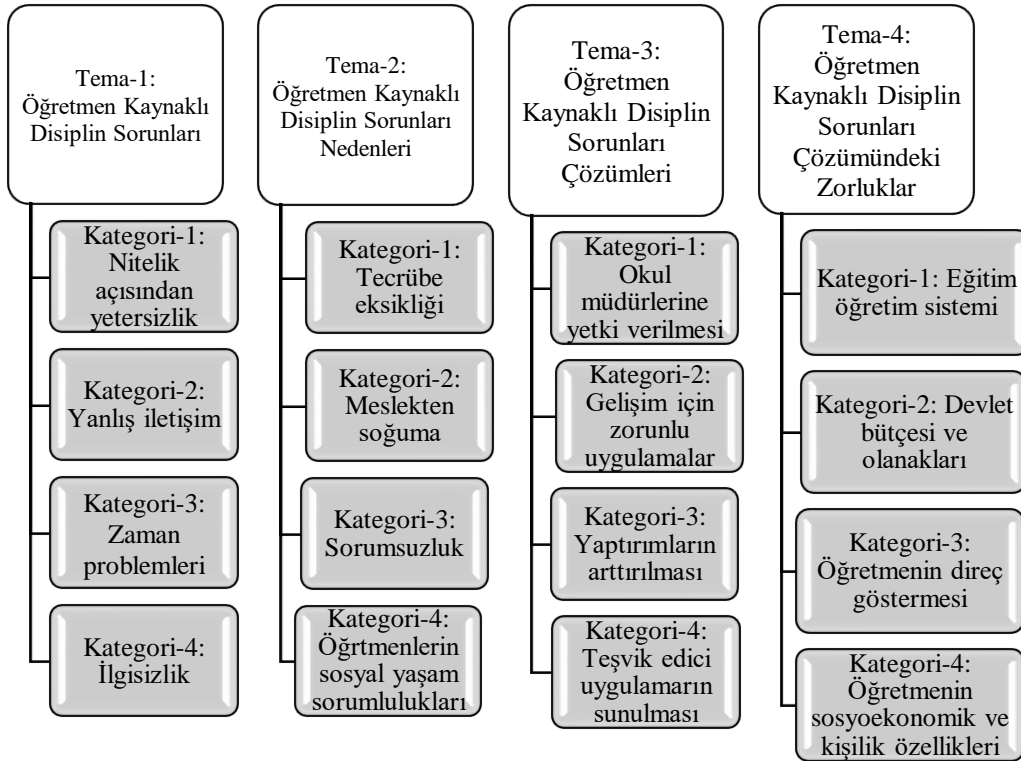 Tema-1:
Öğretmen Kaynaklı
Disiplin Sorunları
Kategori-1:
Nitelik
açısından
yetersizlik
Kategori-2:
Yanlış iletişim
Kategori-3:
Zaman
problemleri
Kategori-4:
İlgisizlik
Tema-2:
Öğretmen Kaynaklı
Disiplin Sorunları
Nedenleri
Kategori-1:
Tecrübe
eksikliği
Kategori-2:
Meslekten
soğuma
Kategori-3:
Sorumsuzluk
Kategori-4:
Öğrtmenlerin
sosyal yaşam
sorumlulukları
Tema-3:
Öğretmen
Kaynaklı Disiplin
Sorunları
Çözümleri
Kategori-1:
Okul
müdürlerine
yetki verilmesi
Kategori-2:
Gelişim için
zorunlu
uygulamalar
Kategori-3:
Yaptırımların
arttırılması
Kategori-4:
Teşvik edici
uygulamarın
sunulması
Tema-4:
Öğretmen
Kaynaklı Disiplin
Sorunları
Çözümündeki
Zorluklar
Kategori-1: Eğitim
öğretim sistemi
Kategori-2: Devlet
bütçesi ve
olanakları
Kategori-3:
Öğretmenin direç
göstermesi
Kategori-4:
Öğretmenin
sosyoekonomik ve
kişilik özellikleri